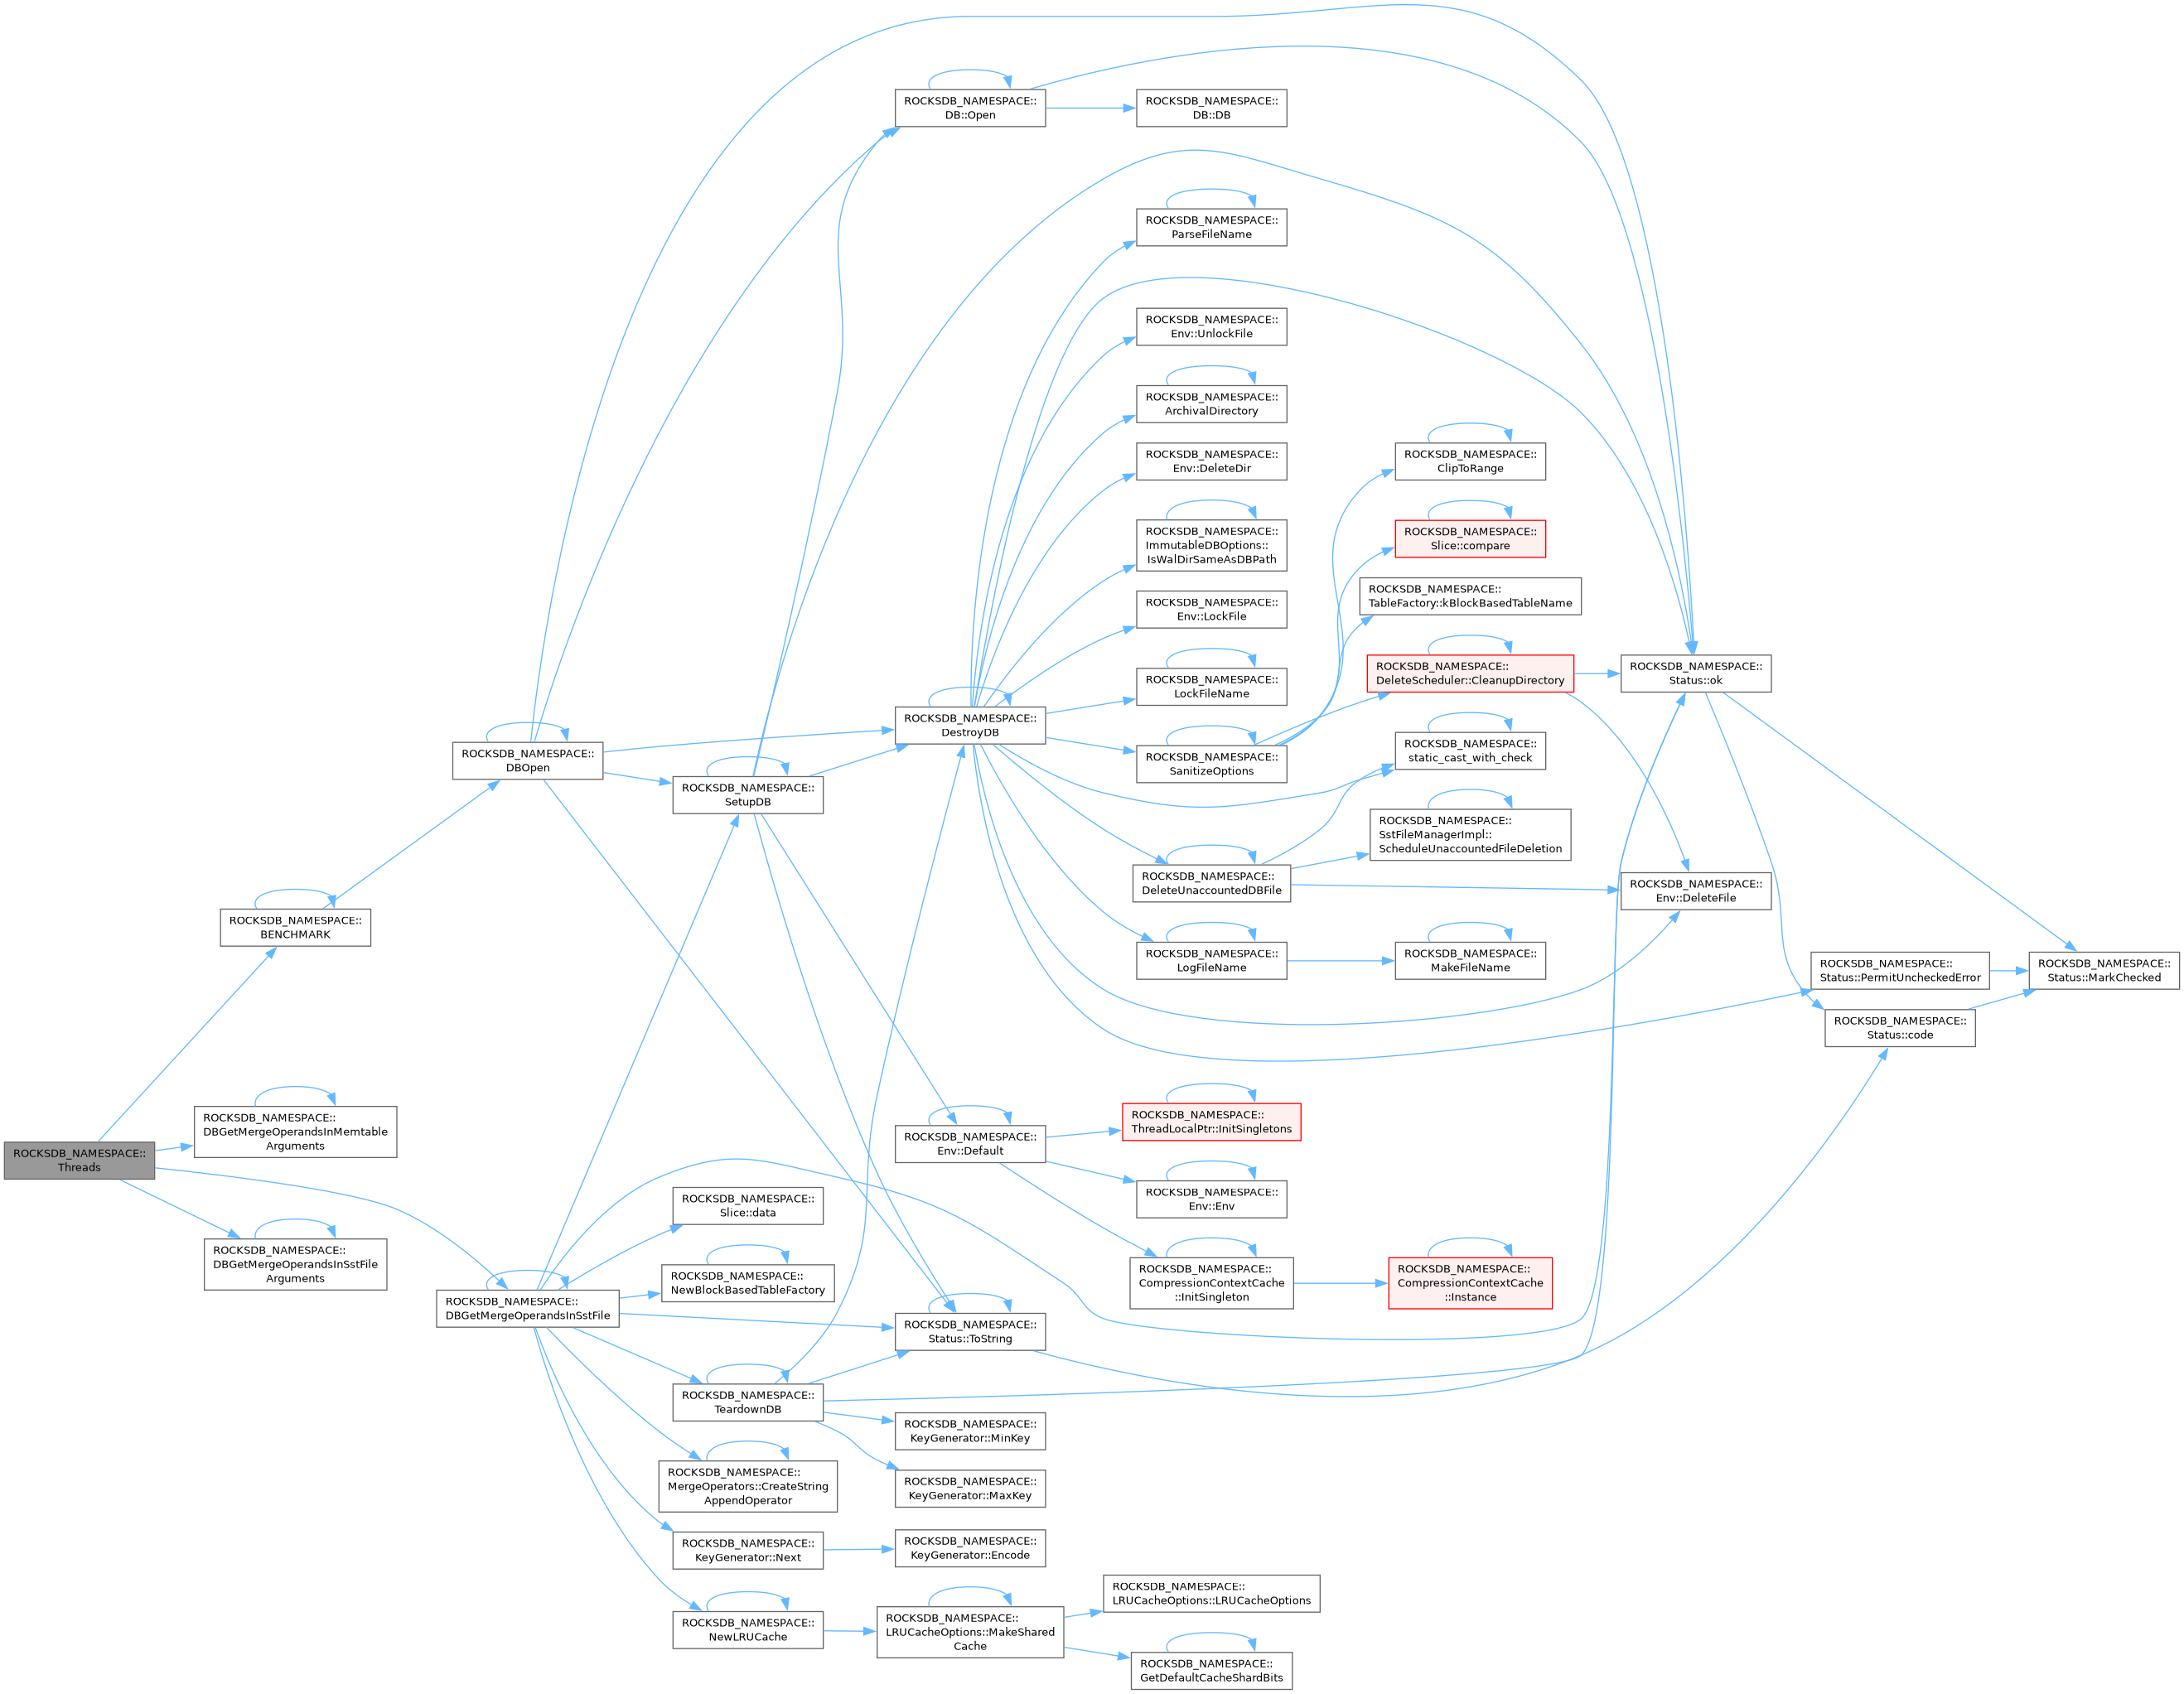 ROCKSDB_NAMESPACE::
Threads
ROCKSDB_NAMESPACE::
BENCHMARK
ROCKSDB_NAMESPACE::
DBGetMergeOperandsInMemtable
Arguments
ROCKSDB_NAMESPACE::
DBGetMergeOperandsInSstFile
Arguments
ROCKSDB_NAMESPACE::
DBOpen
ROCKSDB_NAMESPACE::
DBGetMergeOperandsInSstFile
ROCKSDB_NAMESPACE::
SetupDB
ROCKSDB_NAMESPACE::
Slice::data
ROCKSDB_NAMESPACE::
NewBlockBasedTableFactory
ROCKSDB_NAMESPACE::
TeardownDB
ROCKSDB_NAMESPACE::
MergeOperators::CreateString
AppendOperator
ROCKSDB_NAMESPACE::
KeyGenerator::Next
ROCKSDB_NAMESPACE::
NewLRUCache
ROCKSDB_NAMESPACE::
DB::Open
ROCKSDB_NAMESPACE::
DestroyDB
ROCKSDB_NAMESPACE::
Env::Default
ROCKSDB_NAMESPACE::
Status::ToString
ROCKSDB_NAMESPACE::
KeyGenerator::MinKey
ROCKSDB_NAMESPACE::
KeyGenerator::MaxKey
ROCKSDB_NAMESPACE::
KeyGenerator::Encode
ROCKSDB_NAMESPACE::
LRUCacheOptions::MakeShared
Cache
ROCKSDB_NAMESPACE::
DB::DB
ROCKSDB_NAMESPACE::
ParseFileName
ROCKSDB_NAMESPACE::
Env::UnlockFile
ROCKSDB_NAMESPACE::
ArchivalDirectory
ROCKSDB_NAMESPACE::
Env::DeleteDir
ROCKSDB_NAMESPACE::
ImmutableDBOptions::
IsWalDirSameAsDBPath
ROCKSDB_NAMESPACE::
Env::LockFile
ROCKSDB_NAMESPACE::
LockFileName
ROCKSDB_NAMESPACE::
SanitizeOptions
ROCKSDB_NAMESPACE::
DeleteUnaccountedDBFile
ROCKSDB_NAMESPACE::
LogFileName
ROCKSDB_NAMESPACE::
ThreadLocalPtr::InitSingletons
ROCKSDB_NAMESPACE::
Env::Env
ROCKSDB_NAMESPACE::
CompressionContextCache
::InitSingleton
ROCKSDB_NAMESPACE::
LRUCacheOptions::LRUCacheOptions
ROCKSDB_NAMESPACE::
GetDefaultCacheShardBits
ROCKSDB_NAMESPACE::
ClipToRange
ROCKSDB_NAMESPACE::
Slice::compare
ROCKSDB_NAMESPACE::
TableFactory::kBlockBasedTableName
ROCKSDB_NAMESPACE::
DeleteScheduler::CleanupDirectory
ROCKSDB_NAMESPACE::
static_cast_with_check
ROCKSDB_NAMESPACE::
SstFileManagerImpl::
ScheduleUnaccountedFileDeletion
ROCKSDB_NAMESPACE::
MakeFileName
ROCKSDB_NAMESPACE::
CompressionContextCache
::Instance
ROCKSDB_NAMESPACE::
Status::ok
ROCKSDB_NAMESPACE::
Env::DeleteFile
ROCKSDB_NAMESPACE::
Status::PermitUncheckedError
ROCKSDB_NAMESPACE::
Status::code
ROCKSDB_NAMESPACE::
Status::MarkChecked